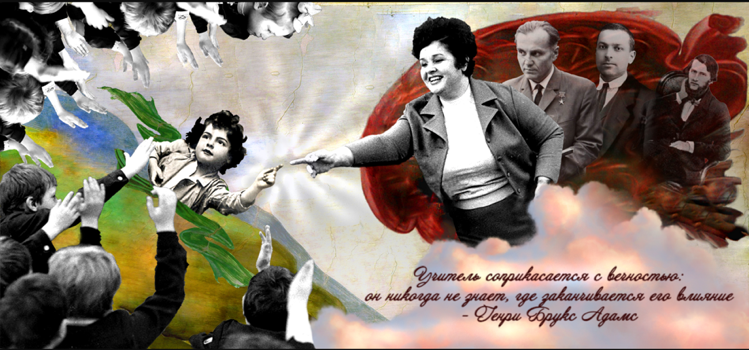 Учитель соприкасается с вечностью:
он никогда не знает, где заканчивается его влияние
- Генри Брукс Адамс